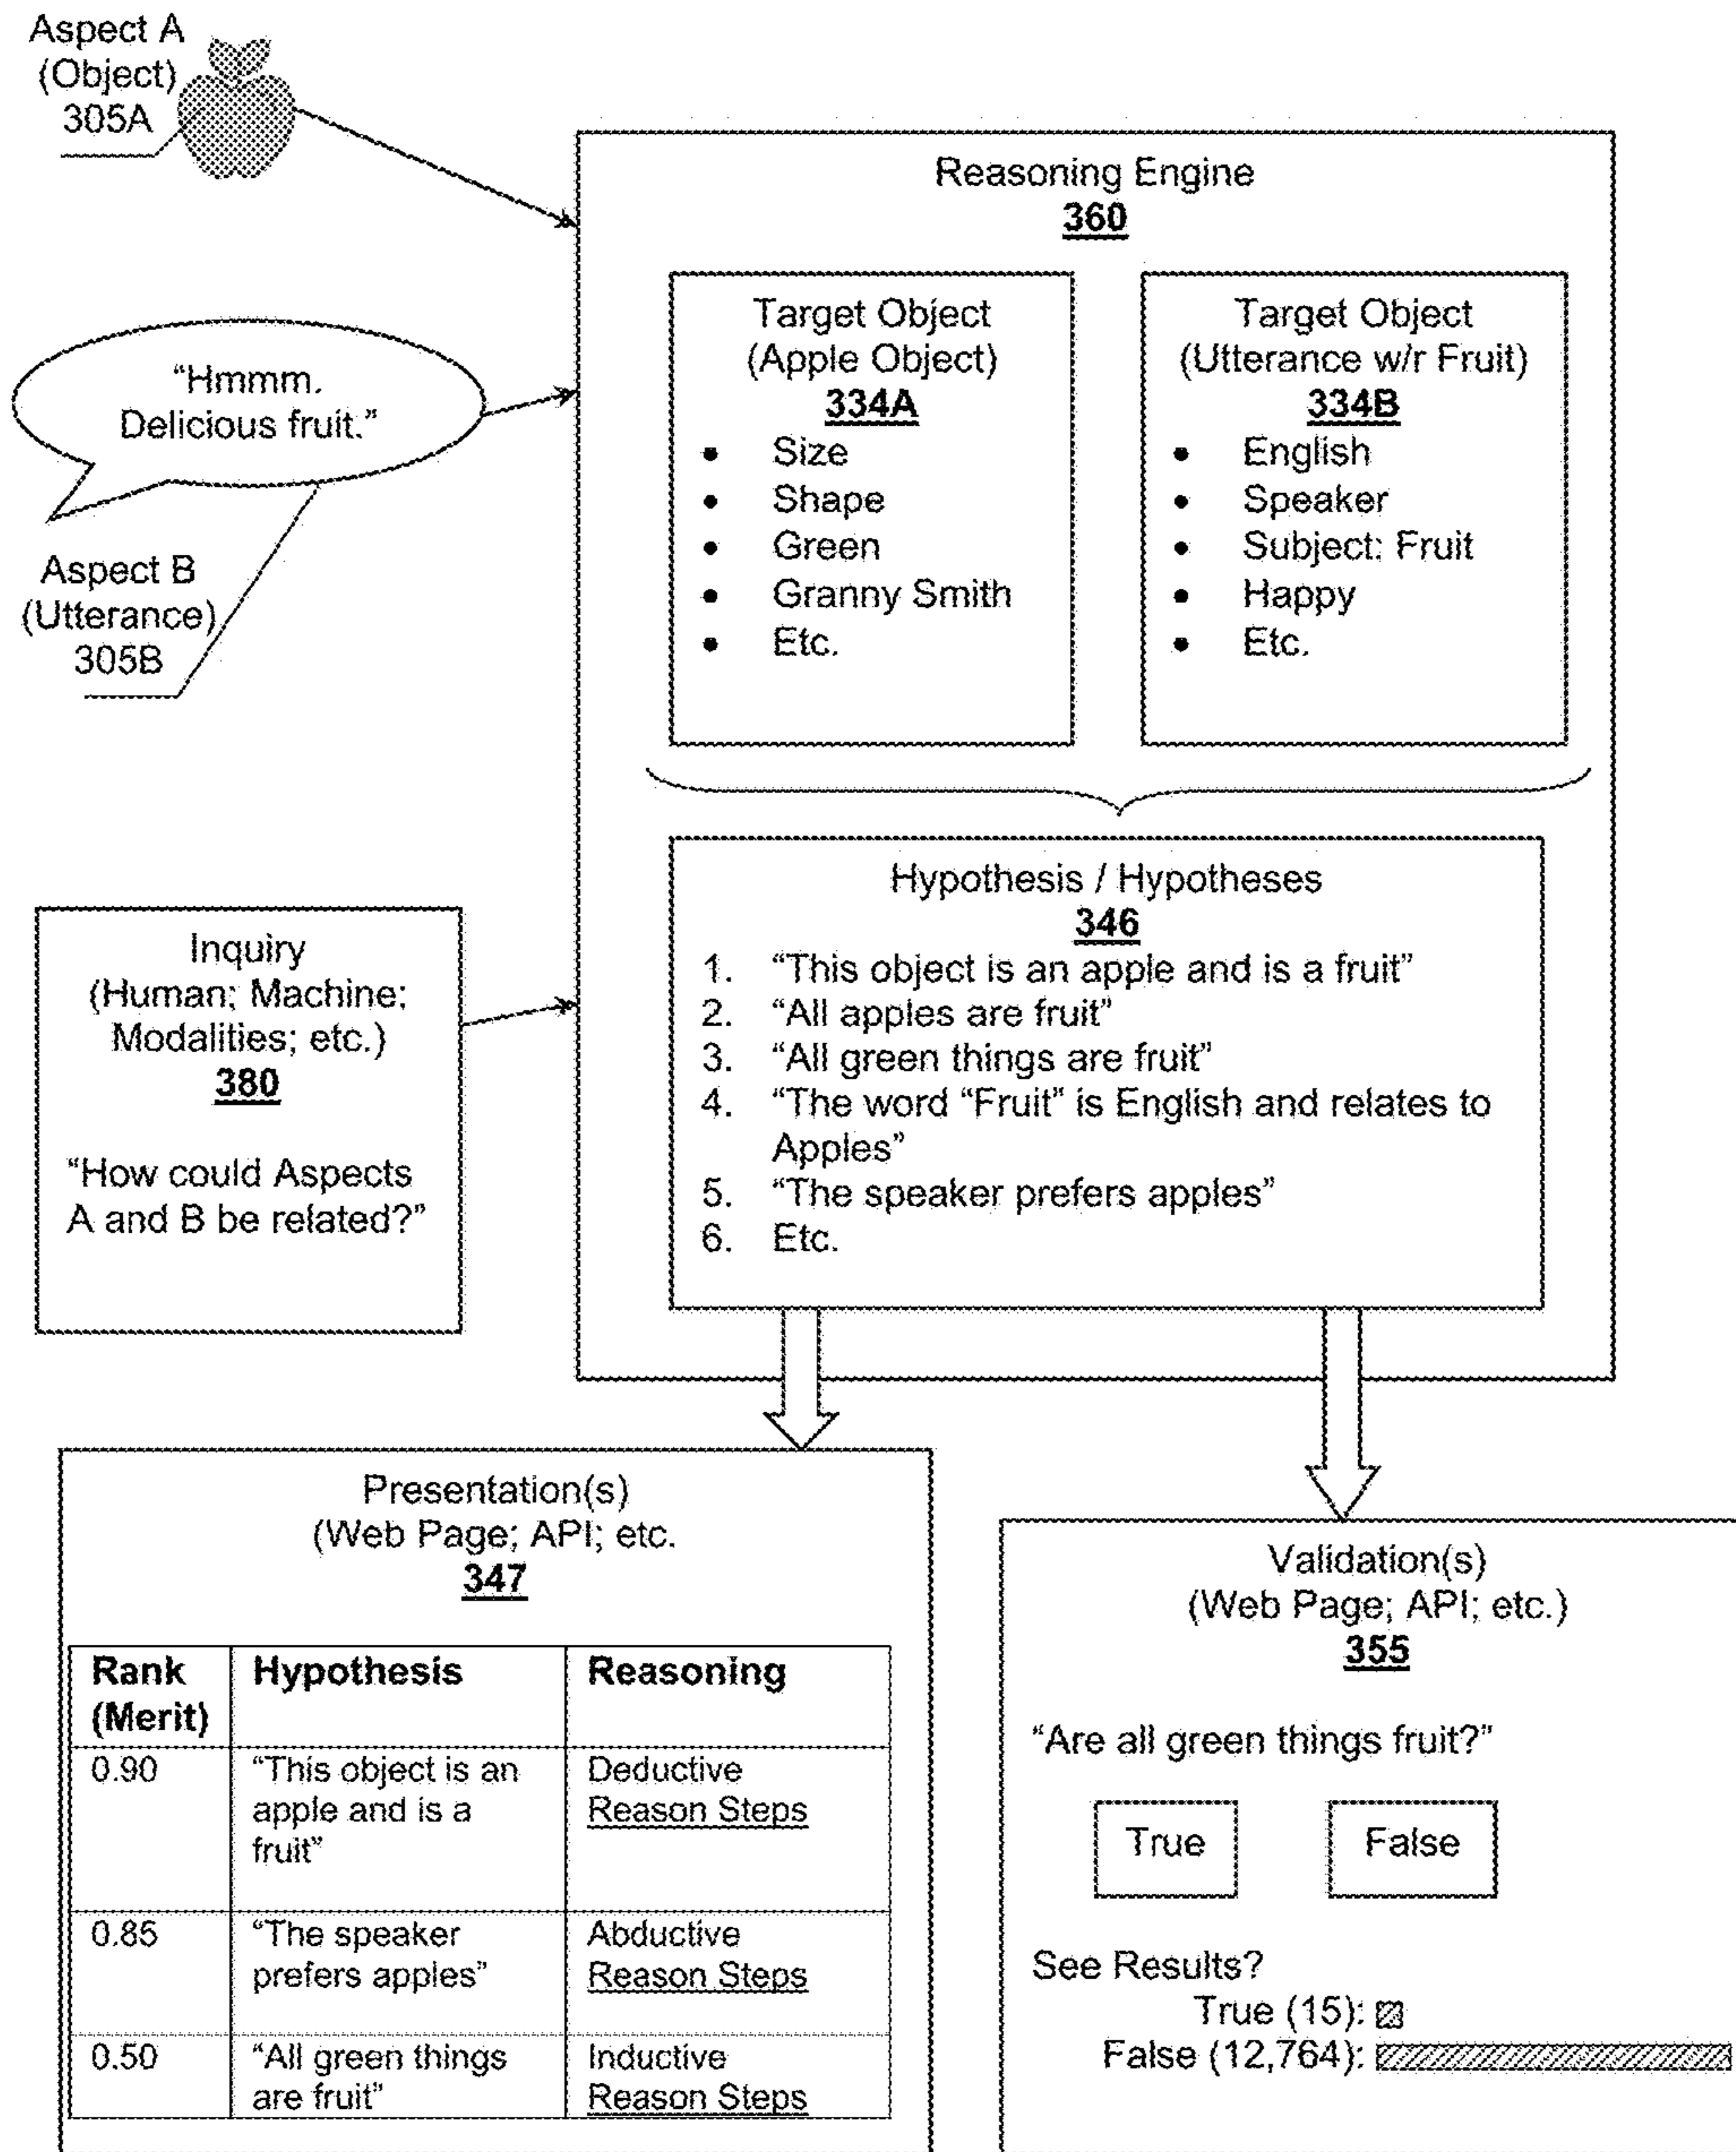 Aspect A
(Object)
305A
“Hmmm.
Delicious fruit.”
Aspect B
(Utterance)
305B
Inquiry
(Human; Machine;
Modalities; etc.)
380
“How could Aspects
A and B be related?”
Reasoning Engine
360
Target Object
(Apple Object)
334A
• Size
• Shape
• Green
• Granny Smith
• Etc.
Target Object
(Utterance w/r Fruit)
334B
• English
• Speaker
• Subject: Fruit
• Happy
• Etc.
Hypothesis / Hypotheses
346
1. “This object is an apple and is a fruit”
2. “All apples are fruit”
3. “All green things are fruit”
4. “The word “Fruit” is English and relates to
Apples”
5. “The speaker prefers apples”
6. Etc.
Presentation(s)
(Web Page; API; etc.
347
Rank Hypothesis Reasoning
(Merit)
0.90 “This object is an Deductive
apple and is a Reason Steps
fruit”
0.85 “The speaker Abductive
prefers apples” Reason Steps
0.50 “All green things Inductive
are fruit” Reason Steps
Validation(s)
(Web Page; API; etc.)
355
“Are all green things fruit?”
True False
See Results?
True (15):
False (12,764):